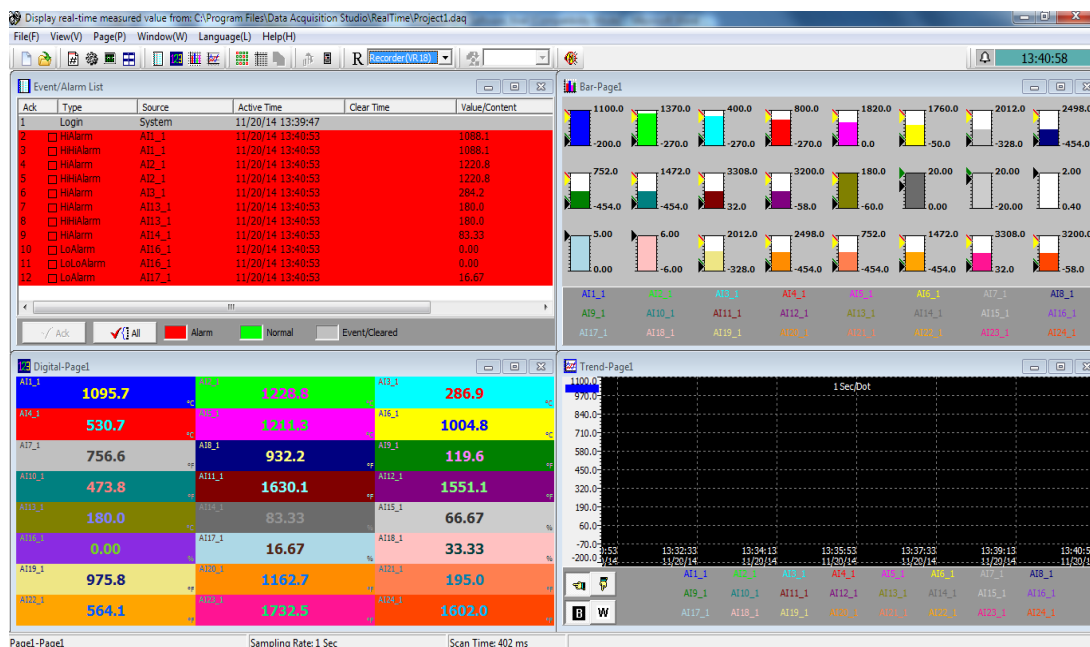 Display real-time measured value from: C:\Program Files\Data Acquisition Studio\RealTime\Project1.daq
File(F) View(V) Page(P) Window(W) Language(L) Help(H)
R Recorder(VR18) 13:40:58
Event/Alarm List
Ack Type Source Active Time Clear Time Value/Content
1 Login System 11/20/14 13:39:47
2 HiAlarm AI1_1 11/20/14 13:40:53 1088.1
3 HiHiAlarm AI1_1 11/20/14 13:40:53 1088.1
4 HiAlarm AI2_1 11/20/14 13:40:53 1220.8
5 HiHiAlarm AI2_1 11/20/14 13:40:53 1220.8
6 HiAlarm AI3_1 11/20/14 13:40:53 284.2
7 HiAlarm AI13_1 11/20/14 13:40:53 180.0
8 HiHiAlarm AI13_1 11/20/14 13:40:53 180.0
9 HiAlarm AI14_1 11/20/14 13:40:53 83.33
10 LoAlarm AI16_1 11/20/14 13:40:53 0.00
11 LoLoAlarm AI16_1 11/20/14 13:40:53 0.00
12 LoAlarm AI17_1 11/20/14 13:40:53 16.67
Ack All Alarm Normal Event/Cleared
Bar-Page1
1100.0 1370.0 400.0 800.0 1820.0 1760.0 2012.0 2498.0
-200.0 -270.0 -270.0 -270.0 0.0 -50.0 -328.0 -454.0
752.0 1472.0 3308.0 3200.0 180.0 20.00 20.00 2.00
-454.0 -454.0 32.0 -58.0 -60.0 0.00 -20.00 0.40
5.00 6.00 2012.0 2498.0 752.0 1472.0 3308.0 3200.0
0.00 -6.00 -328.0 -454.0 -454.0 -454.0 32.0 -58.0
AI1_1 AI2_1 AI3_1 AI4_1 AI5_1 AI6_1 AI7_1 AI8_1
AI9_1 AI10_1 AI11_1 AI12_1 AI13_1 AI14_1 AI15_1 AI16_1
AI17_1 AI18_1 AI19_1 AI20_1 AI21_1 AI22_1 AI23_1 AI24_1
Digital-Page1
AI1_1 1095.7 °C AI2_1 1228.8 °C AI3_1 286.9 °C
AI4_1 530.7 °C AI5_1 1211.3 °C AI6_1 1004.8 °C
AI7_1 756.6 °F AI8_1 932.2 °F AI9_1 119.6 °F
AI10_1 473.8 °F AI11_1 1630.1 °F AI12_1 1551.1 °F
AI13_1 180.0 °C AI14_1 83.33 % AI15_1 66.67 %
AI16_1 0.00 % AI17_1 16.67 % AI18_1 33.33 %
AI19_1 975.8 °F AI20_1 1162.7 °F AI21_1 195.0 °F
AI22_1 564.1 °F AI23_1 1732.5 °F AI24_1 1602.0 °F
Trend-Page1
1100.0 1 Sec/Dot
970.0
840.0
710.0
580.0
450.0
320.0
190.0
60.0
-70.0
-200.0
:53 13:32:33 13:34:13 13:35:53 13:37:33 13:39:13 13:40:5
/14 11/20/14 11/20/14 11/20/14 11/20/14 11/20/14 11/20/1
AI1_1 AI2_1 AI3_1 AI4_1 AI5_1 AI6_1 AI7_1 AI8_1
AI9_1 AI10_1 AI11_1 AI12_1 AI13_1 AI14_1 AI15_1 AI16_1
B W AI17_1 AI18_1 AI19_1 AI20_1 AI21_1 AI22_1 AI23_1 AI24_1
Page1-Page1 Sampling Rate: 1 Sec Scan Time: 402 ms